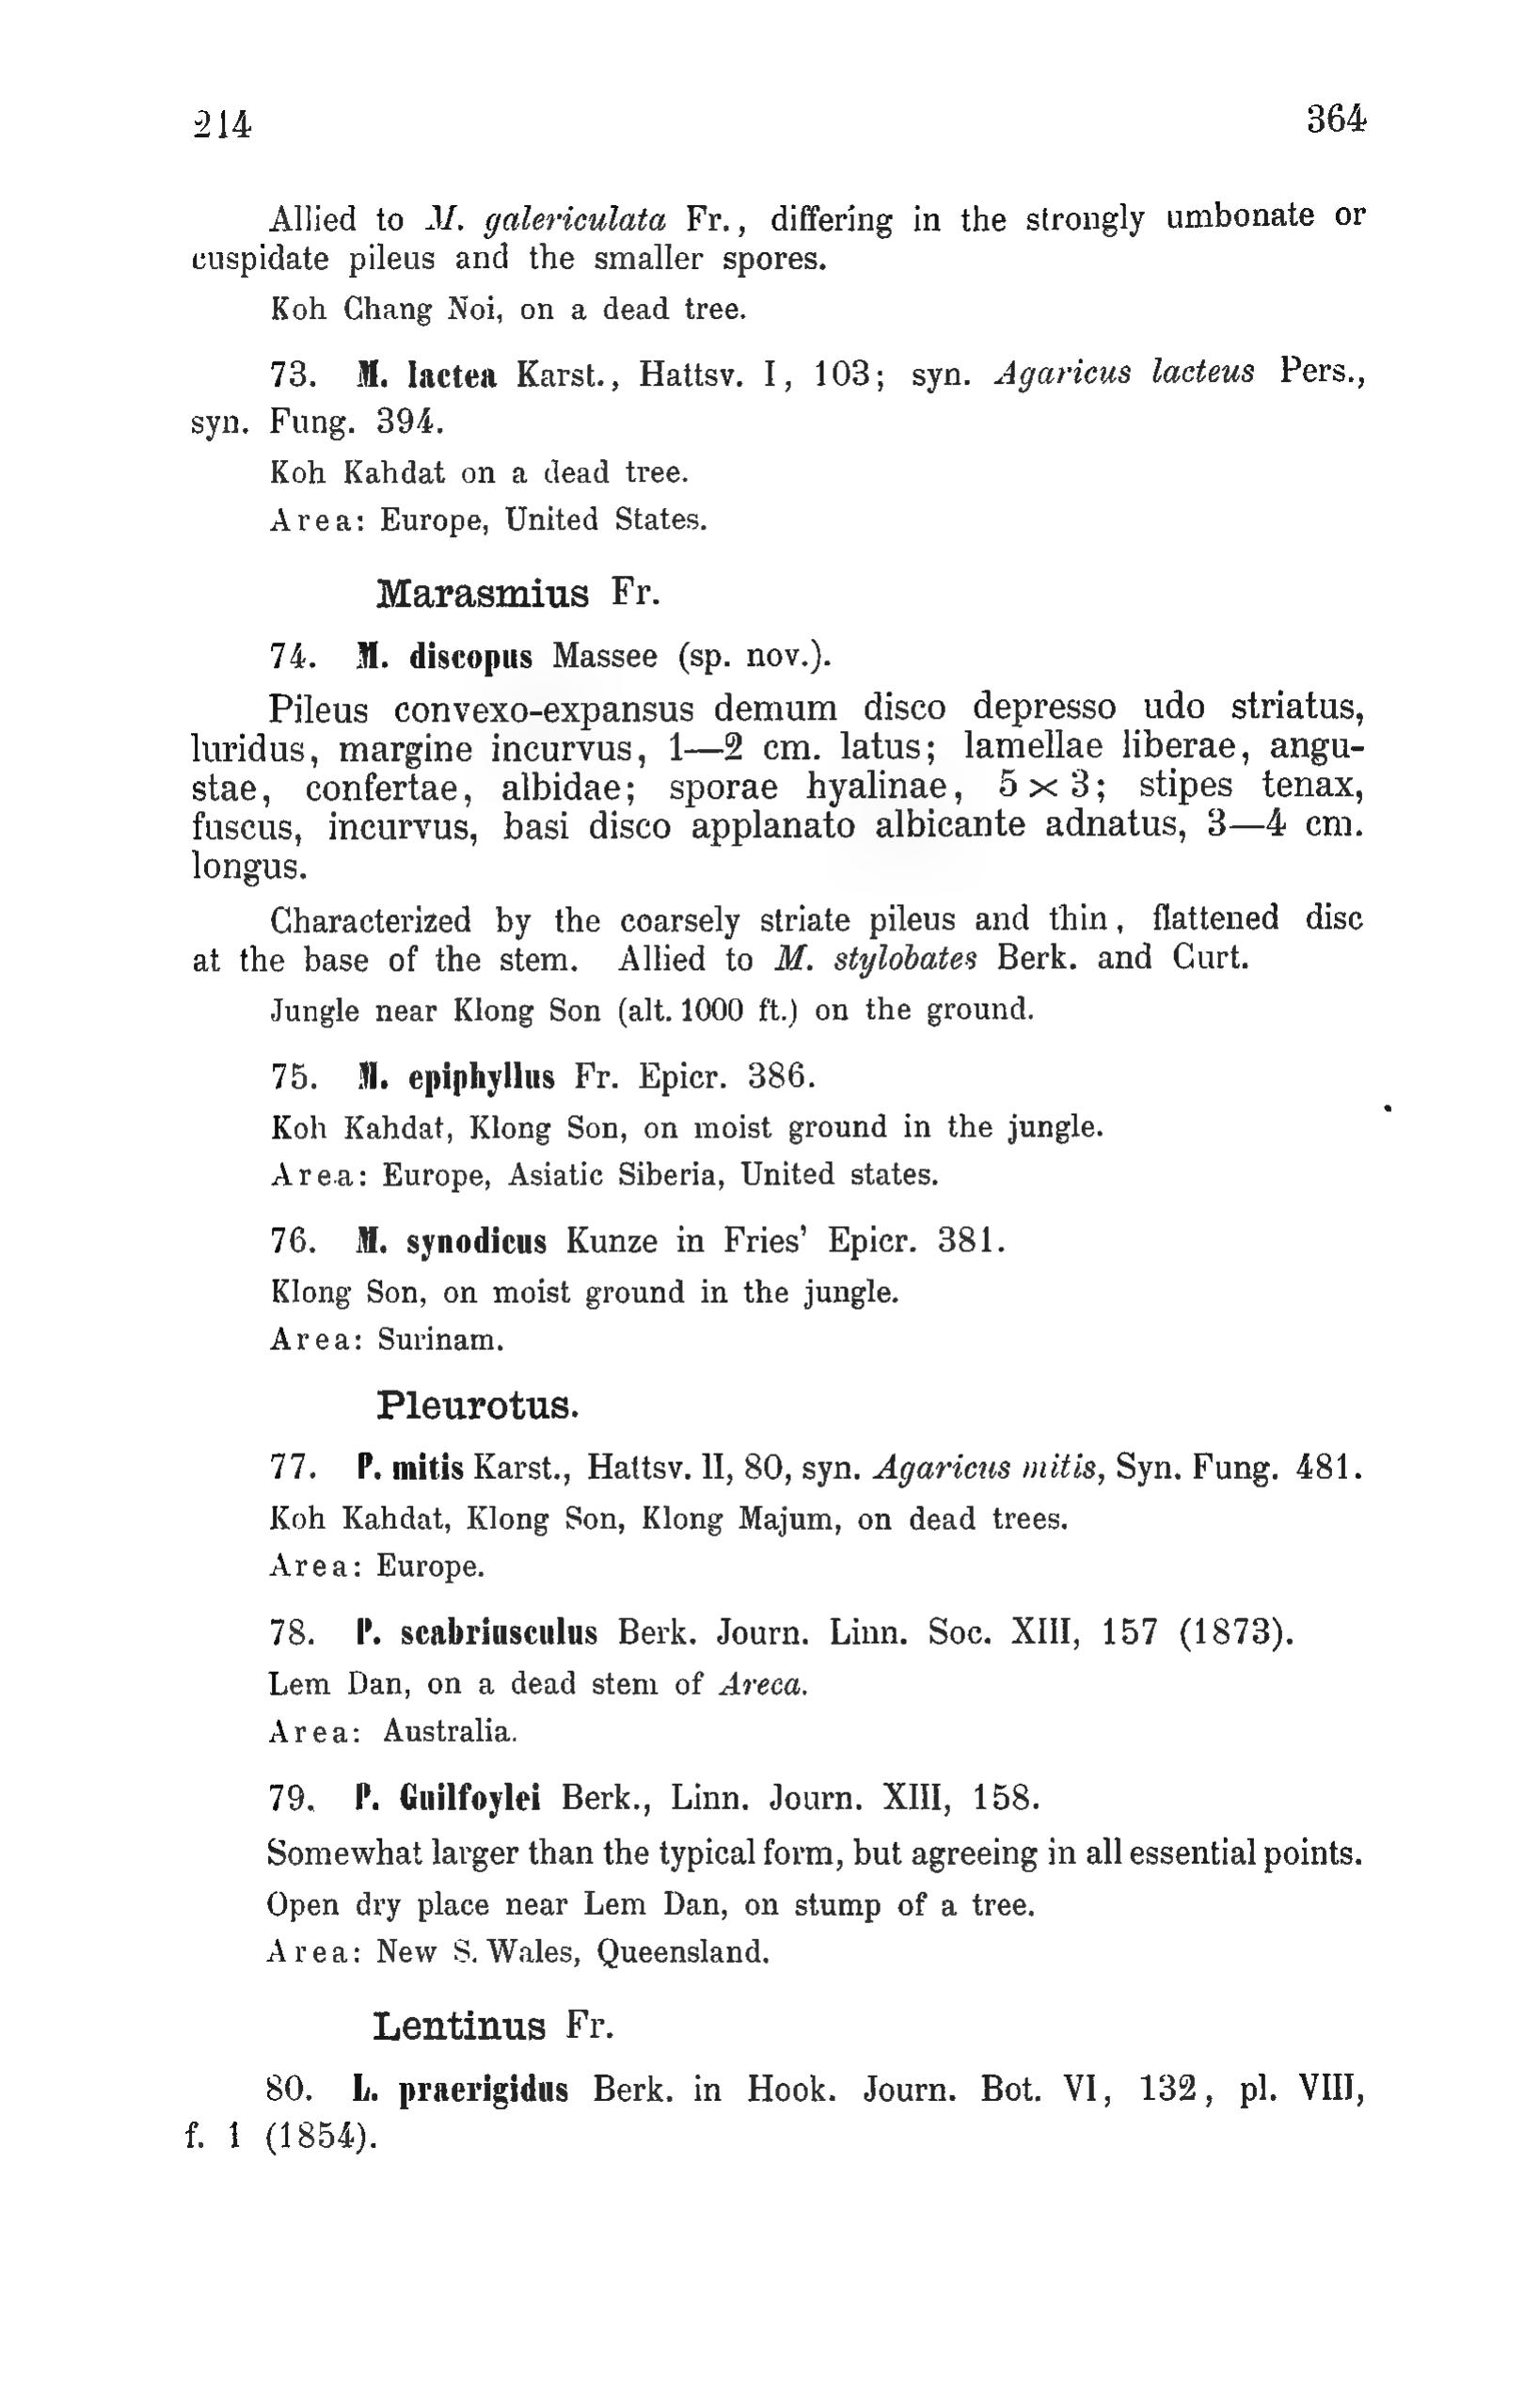 214 364
Allied to M. galericulata Fr., differing in the strongly umbonate or
cuspidate pileus and the smaller spores.
Koh Chang Noi, on a dead tree.
73. M. lactea Karst., Hattsv. I, 103; syn. Agaricus lacteus Pers.,
syn. Fung. 394.
Koh Kahdat on a dead tree.
Area: Europe, United States.
Marasmius Fr.
74. M. discopus Massee (sp. nov.).
Pileus convexo-expansus demum disco depresso udo striatus,
luridus, margine incurvus, 1—2 cm. latus; lamellae liberae, angu-
stae, confertae, albidae; sporae hyalinae, 5 × 3; stipes tenax,
fuscus, incurvus, basi disco applanato albicante adnatus, 3—4 cm.
longus.
Characterized by the coarsely striate pileus and thin, flattened disc
at the base of the stem. Allied to M. stylobates Berk. and Curt.
Jungle near Klong Son (alt. 1000 ft.) on the ground.
75. M. epiphyllus Fr. Epicr. 386.
Koh Kahdat, Klong Son, on moist ground in the jungle.
Area: Europe, Asiatic Siberia, United states.
76. M. synodicus Kunze in Fries' Epicr. 381.
Klong Son, on moist ground in the jungle.
Area: Surinam.
Pleurotus.
77. P. mitis Karst., Hattsv. II, 80, syn. Agaricus mitis, Syn. Fung. 481.
Koh Kahdat, Klong Son, Klong Majum, on dead trees.
Area: Europe.
78. P. scabriusculus Berk. Journ. Linn. Soc. XIII, 157 (1873).
Lem Dan, on a dead stem of Areca.
Area: Australia.
79. P. Guilfoylei Berk., Linn. Journ. XIII, 158.
Somewhat larger than the typical form, but agreeing in all essential points.
Open dry place near Lem Dan, on stump of a tree.
Area: New S. Wales, Queensland.
Lentinus Fr.
80. L. praerigidus Berk. in Hook. Journ. Bot. VI, 132, pl. VIII,
f. 1 (1854).